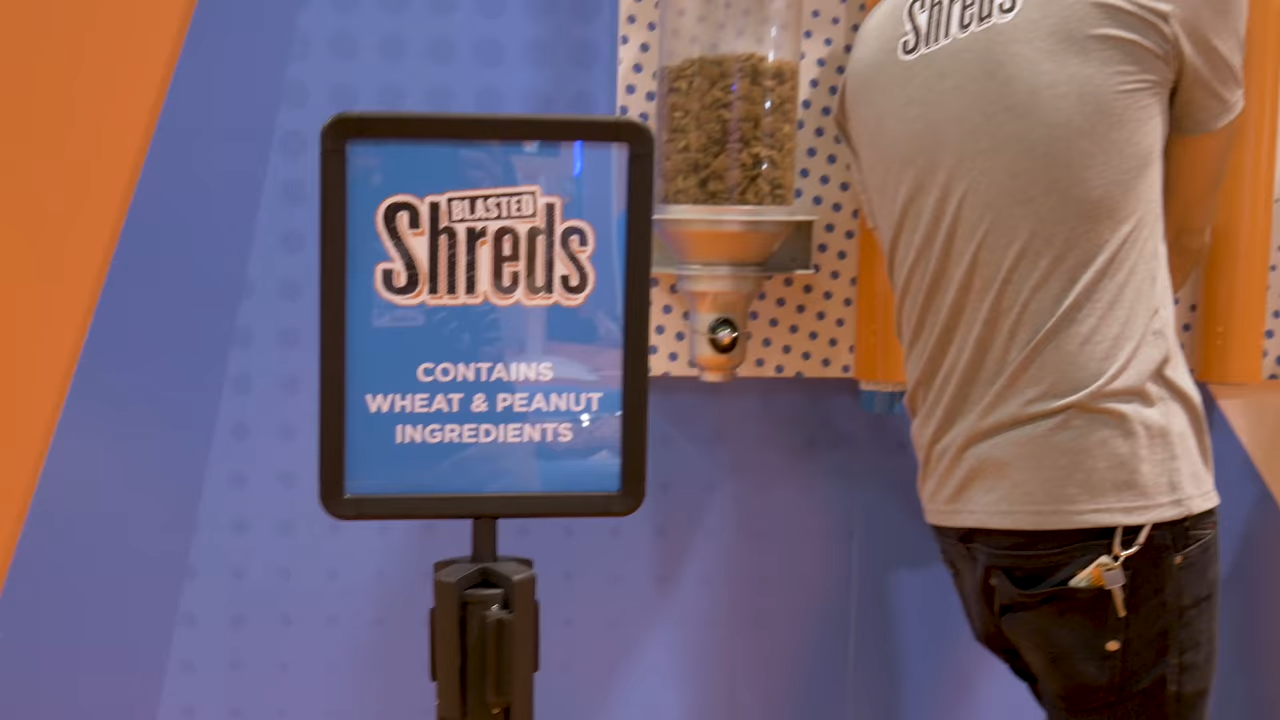 Shreds
BLASTED
Shreds
CONTAINS
WHEAT & PEANUT
INGREDIENTS